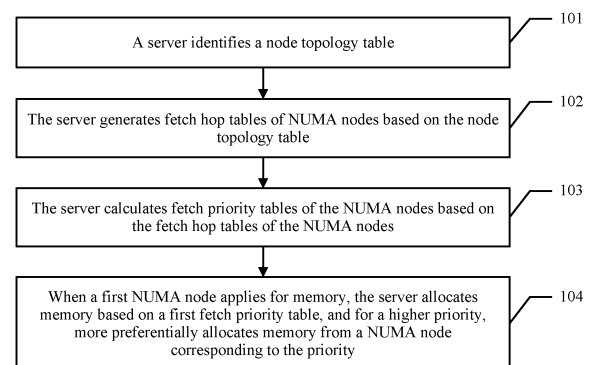 101
A server identifies a node topology table
102
The server generates fetch hop tables of NUMA nodes based on the node
topology table
103
The server calculates fetch priority tables of the NUMA nodes based on
the fetch hop tables of the NUMA nodes
104
When a first NUMA node applies for memory, the server allocates
memory based on a first fetch priority table, and for a higher priority,
more preferentially allocates memory from a NUMA node
corresponding to the priority